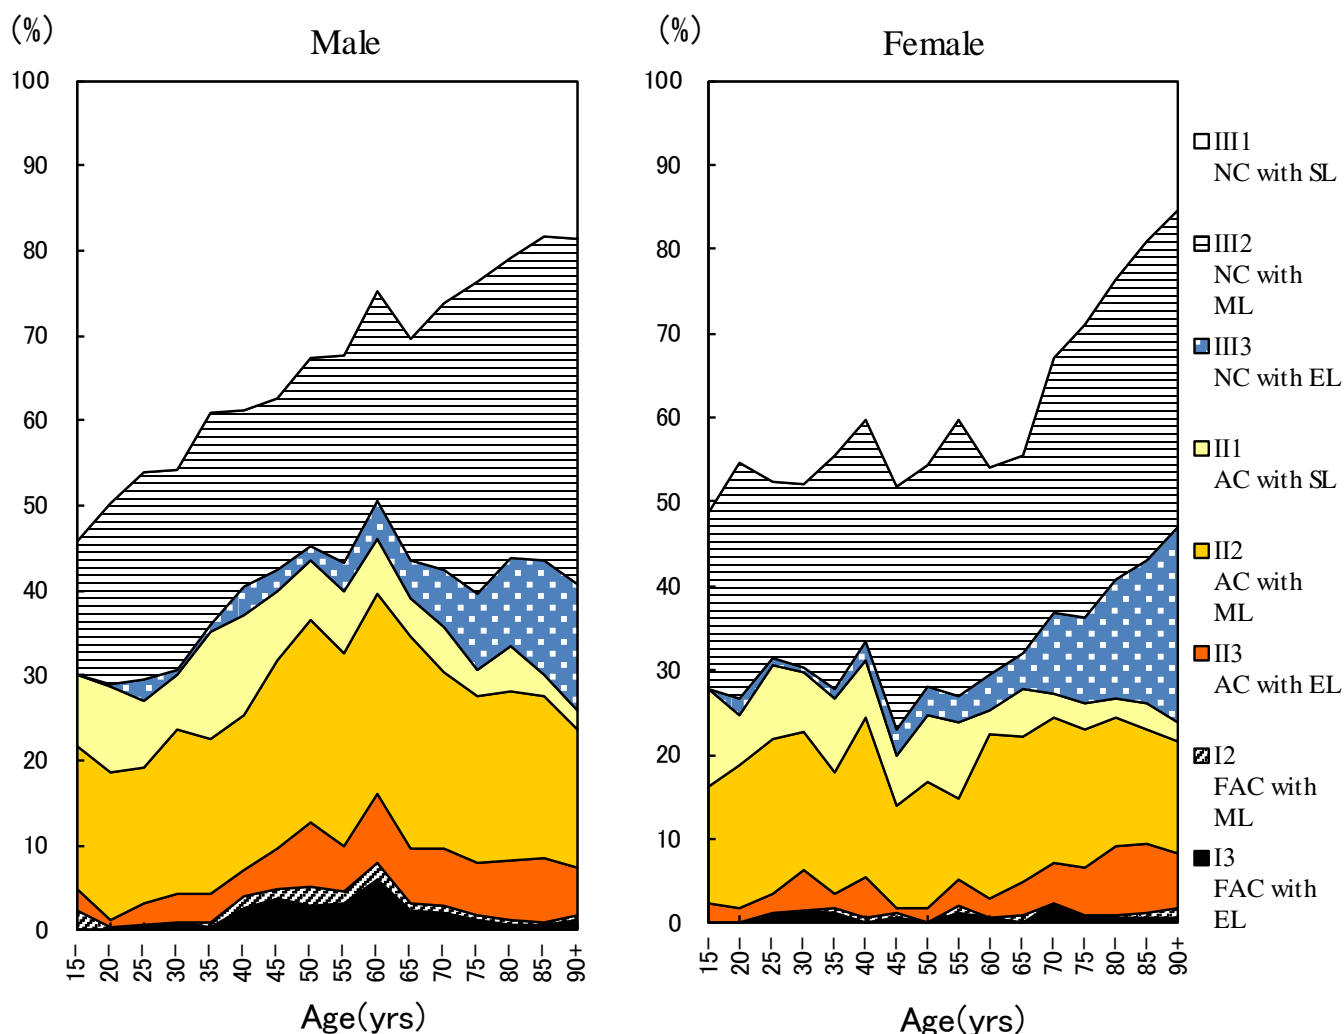 (%)
Male
100
90
80
70
60
50
40
30
20
10
0
15–
20–
25–
30–
35–
40–
45–
50–
55–
60–
65–
70–
75–
80–
85–
90+
Age(yrs)
(%)
Female
100
90
80
70
60
50
40
30
20
10
0
15–
20–
25–
30–
35–
40–
45–
50–
55–
60–
65–
70–
75–
80–
85–
90+
Age(yrs)
III1
NC with SL
III2
NC with
ML
III3
NC with EL
II1
AC with SL
II2
AC with
ML
II3
AC with EL
I2
FAC with
ML
I3
FAC with
EL